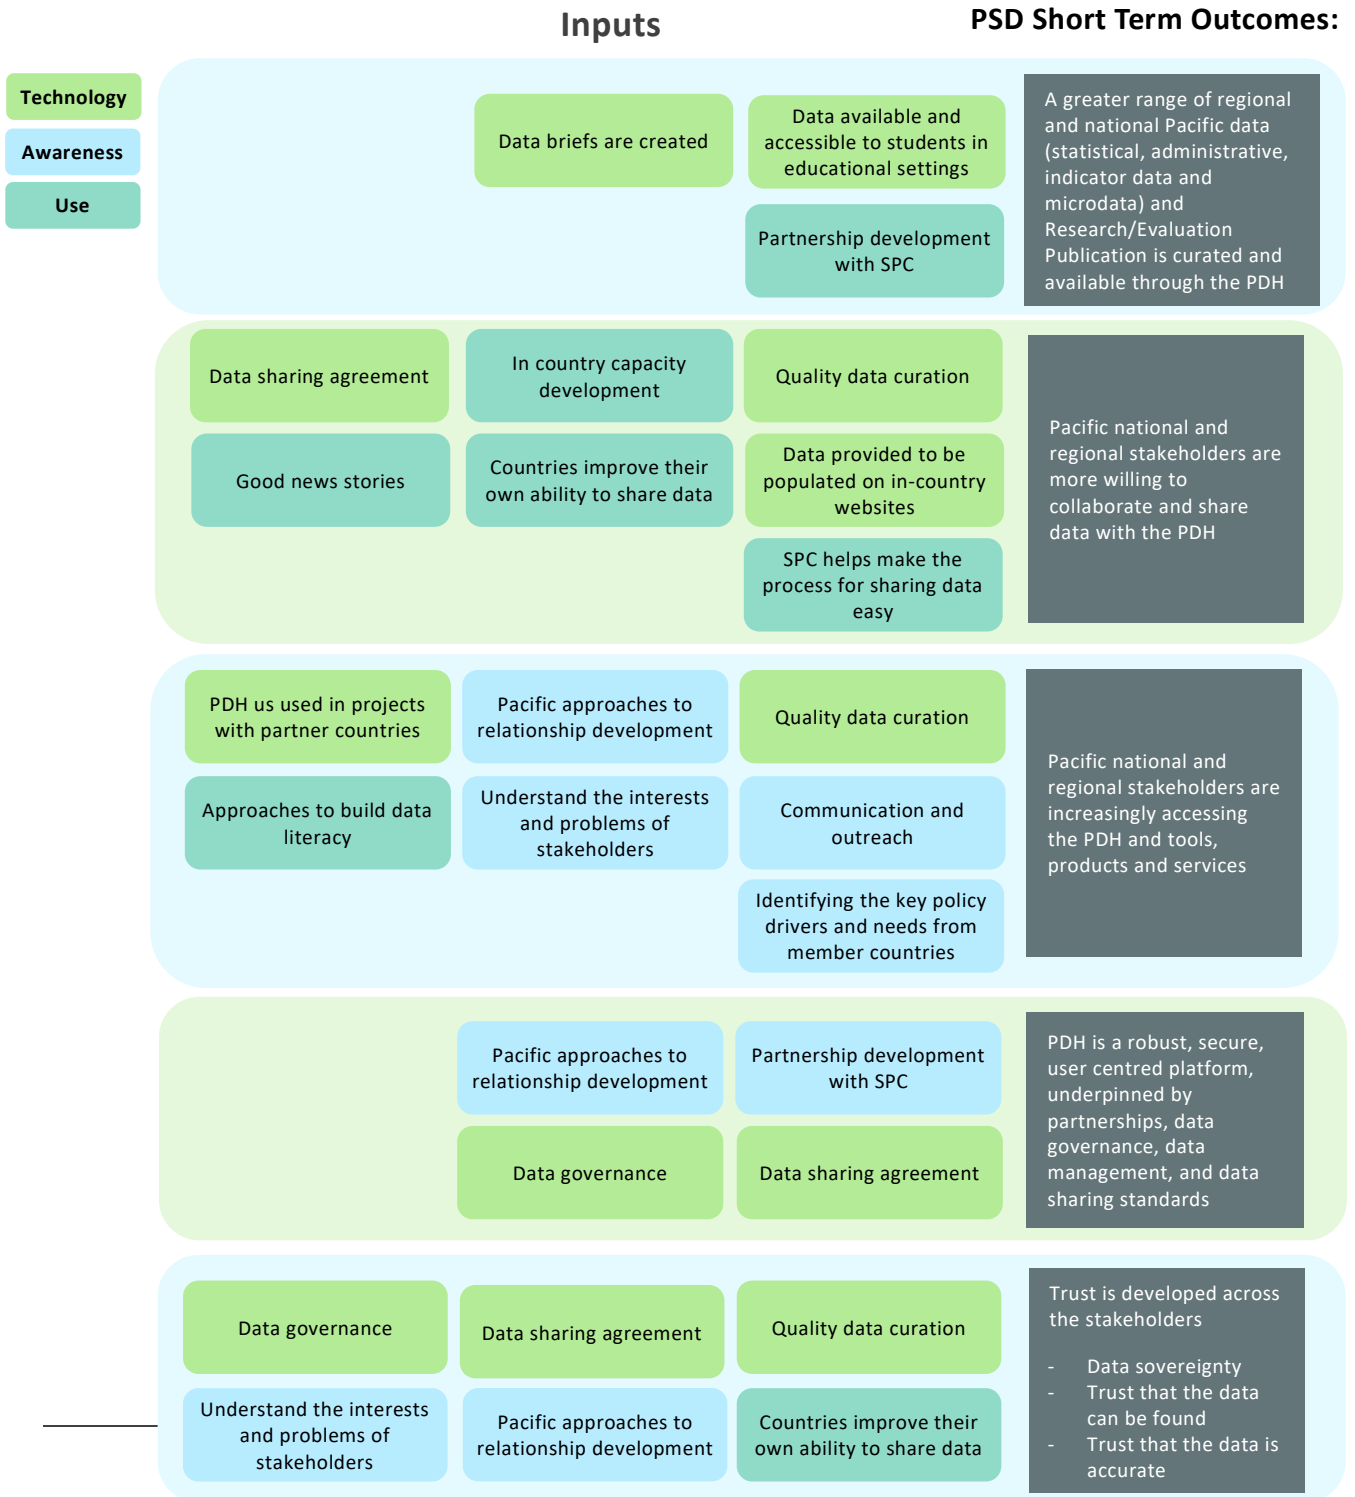 Inputs
PSD Short Term Outcomes:
Technology
Awareness
Use
Data briefs are created
Data available and
accessible to students in
educational settings
Partnership development
with SPC
A greater range of regional
and national Pacific data
(statistical, administrative,
indicator data and
microdata) and
Research/Evaluation
Publication is curated and
available through the PDH
Data sharing agreement
In country capacity
development
Quality data curation
Good news stories
Countries improve their
own ability to share data
Data provided to be
populated on in-country
websites
SPC helps make the
process for sharing data
easy
Pacific national and
regional stakeholders are
more willing to
collaborate and share
data with the PDH
PDH us used in projects
with partner countries
Pacific approaches to
relationship development
Quality data curation
Approaches to build data
literacy
Understand the interests
and problems of
stakeholders
Communication and
outreach
Identifying the key policy
drivers and needs from
member countries
Pacific national and
regional stakeholders are
increasingly accessing
the PDH and tools,
products and services
Pacific approaches to
relationship development
Partnership development
with SPC
Data governance
Data sharing agreement
PDH is a robust, secure,
user centred platform,
underpinned by
partnerships, data
governance, data
management, and data
sharing standards
Data governance
Data sharing agreement
Quality data curation
Understand the interests
and problems of
stakeholders
Pacific approaches to
relationship development
Countries improve their
own ability to share data
Trust is developed across
the stakeholders
- Data sovereignty
- Trust that the data
can be found
- Trust that the data is
accurate